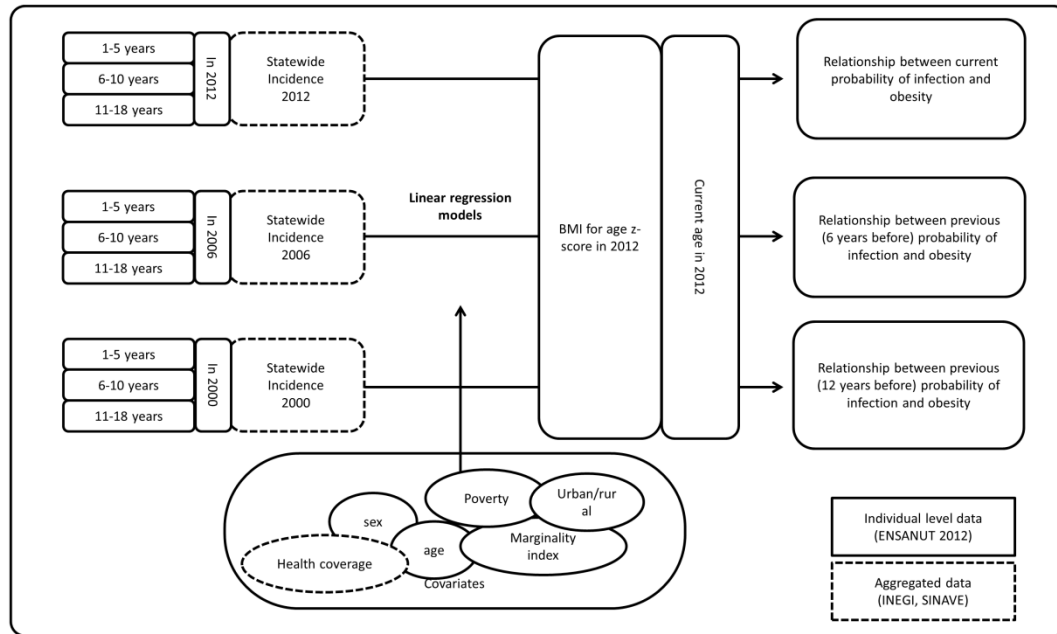 1-5 years
6-10 years
11-18 years
In 2012
Statewide
Incidence
2012
1-5 years
6-10 years
11-18 years
In 2006
Statewide
Incidence
2006
1-5 years
6-10 years
11-18 years
In 2000
Statewide
Incidence
2000
Linear regression
models
BMI for age z-
score in 2012
Current age in 2012
Relationship between current
probability of infection and
obesity
Relationship between previous
(6 years before) probability of
infection and obesity
Relationship between previous
(12 years before) probability of
infection and obesity
Poverty
Urban/rur
al
sex
age
Marginality
index
Health coverage
Covariates
Individual level data
(ENSANUT 2012)
Aggregated data
(INEGI, SINAVE)